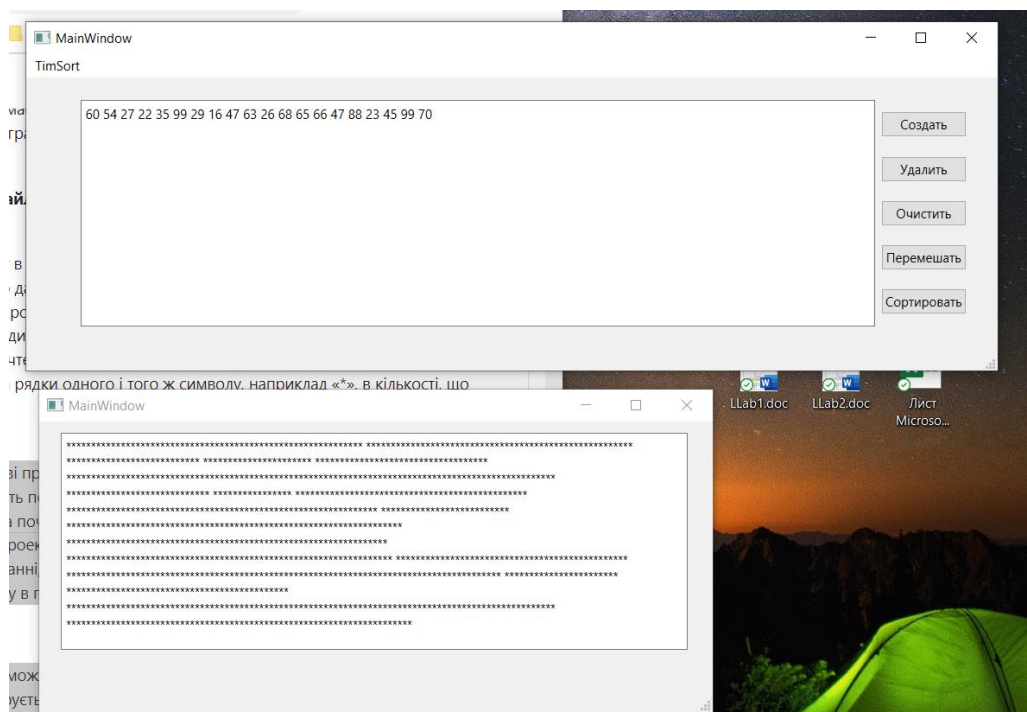 MainWindow
TimSort
60 54 27 22 35 99 29 16 47 63 26 68 65 66 47 88 23 45 99 70
Создать
Удалить
Очистить
Перемешать
Сортировать
рядки одного і того ж символу, наприклад «*», в кількості, що
LLab1.doc
LLab2.doc
Лист
Microso...
MainWindow
************************************************************ ******************************************************
*************************** ********************** ***********************************
***************************************************************************************************
***************************** **************** ***********************************************
*************************************************************** **************************
********************************************************************
*****************************************************************
****************************************************************** ***********************************************
**************************************************************************************** ***********************
*********************************************
***************************************************************************************************
**********************************************************************